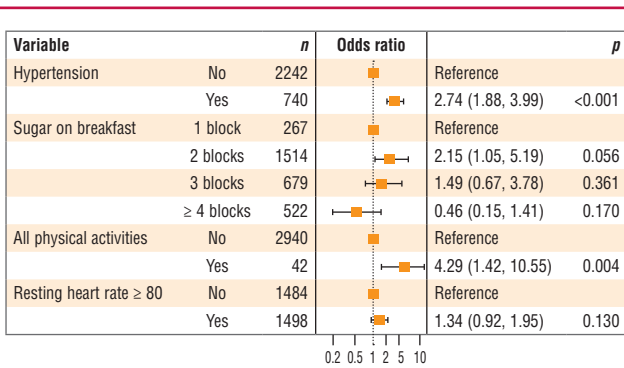 Variable n Odds ratio p
Hypertension No 2242 Reference
Yes 740 2.74 (1.88, 3.99) <0.001
Sugar on breakfast 1 block 267 Reference
2 blocks 1514 2.15 (1.05, 5.19) 0.056
3 blocks 679 1.49 (0.67, 3.78) 0.361
≥ 4 blocks 522 0.46 (0.15, 1.41) 0.170
All physical activities No 2940 Reference
Yes 42 4.29 (1.42, 10.55) 0.004
Resting heart rate ≥ 80 No 1484 Reference
Yes 1498 1.34 (0.92, 1.95) 0.130
0.2 0.5 1 2 5 10